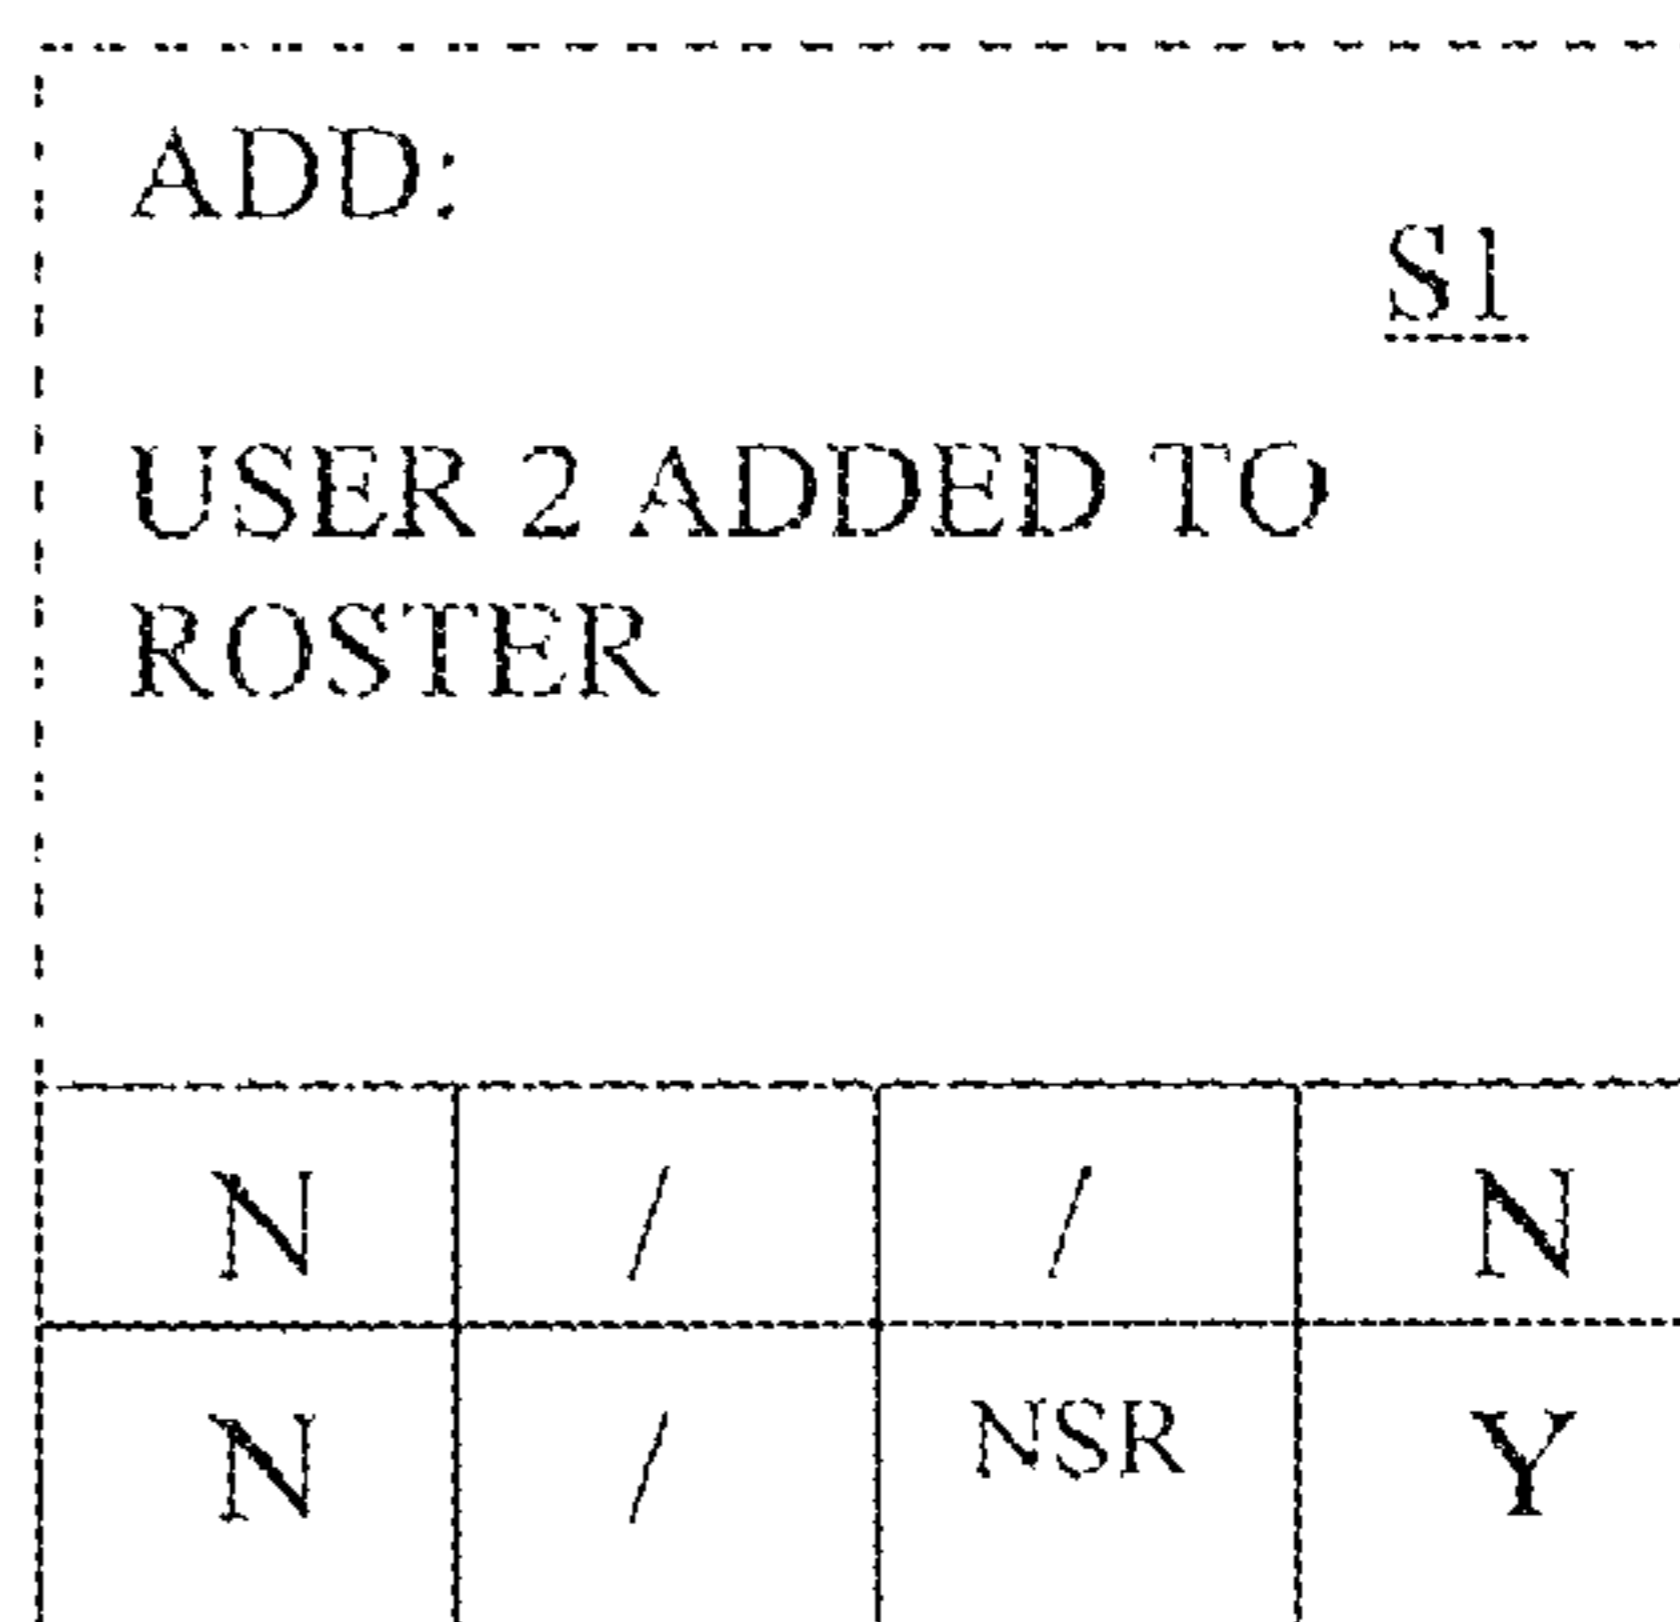 ADD:
S1
USER 2 ADDED TO
ROSTER
N / / N
N / NSR Y